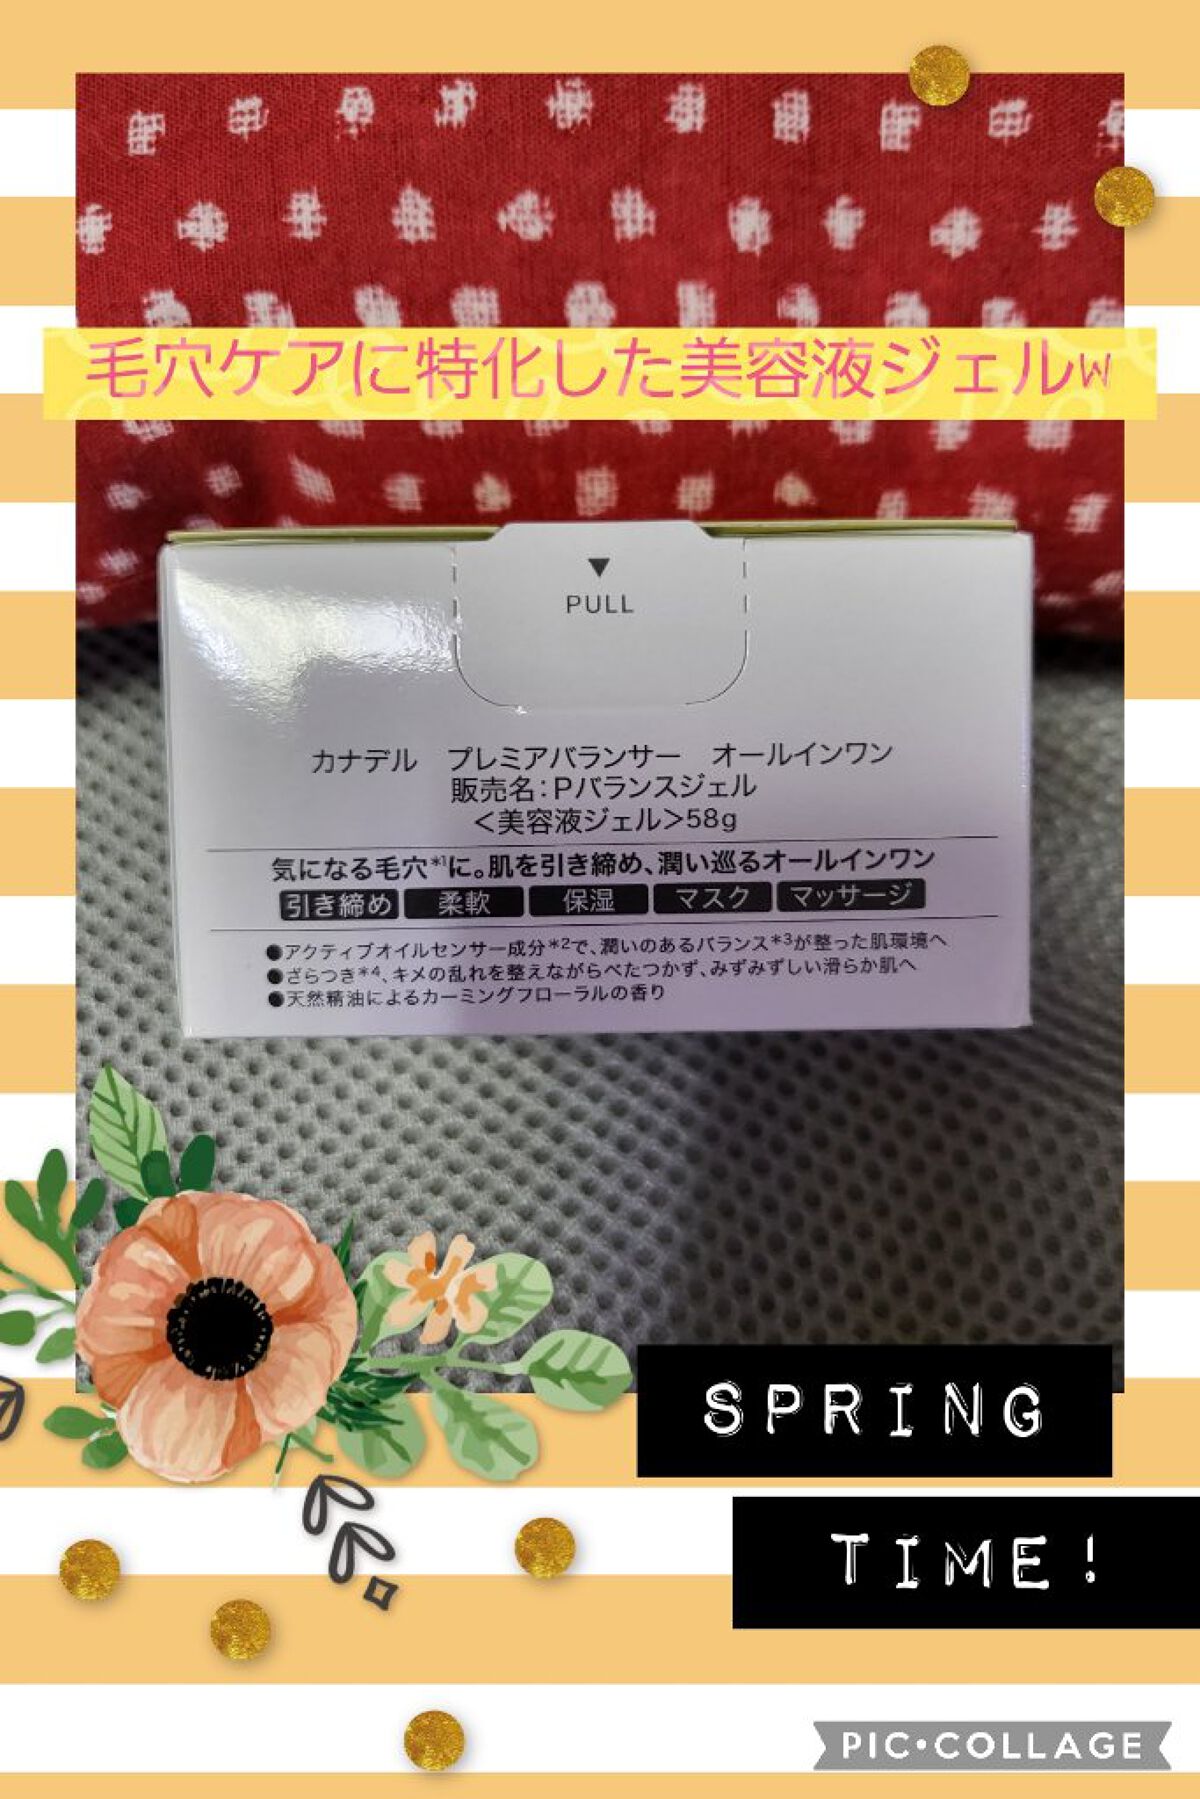 毛穴ケアに特化した美容液ジェルw
PULL
カナデル プレミアバランサー オールインワン
販売名:Pバランスジェル
<美容液ジェル>58g
気になる毛穴*1に。肌を引き締め、潤い巡るオールインワン
引き締め 柔軟 保湿 マスク マッサージ
●アクティブオイルセンサー成分*2で、潤いのあるバランス*3が整った肌環境へ
●ざらつき*4、キメの乱れを整えながらべたつかず、みずみずしい滑らか肌へ
●天然精油によるカーミングフローラルの香り
SPRING
TIME!
PIC•COLLAGE